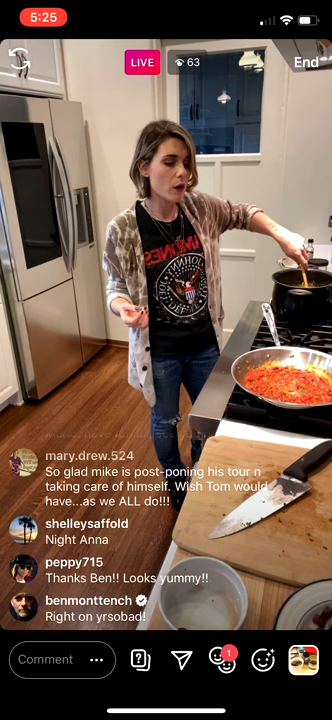 5:25
LIVE
63
End
mary.drew.524
So glad mike is post-poning his tour n
taking care of himself. Wish Tom would
have...as we ALL do!!!
shelleysaffold
Night Anna
peppy715
Thanks Ben!! Looks yummy!!
benmonttench
Right on yrsobad!
Comment
1